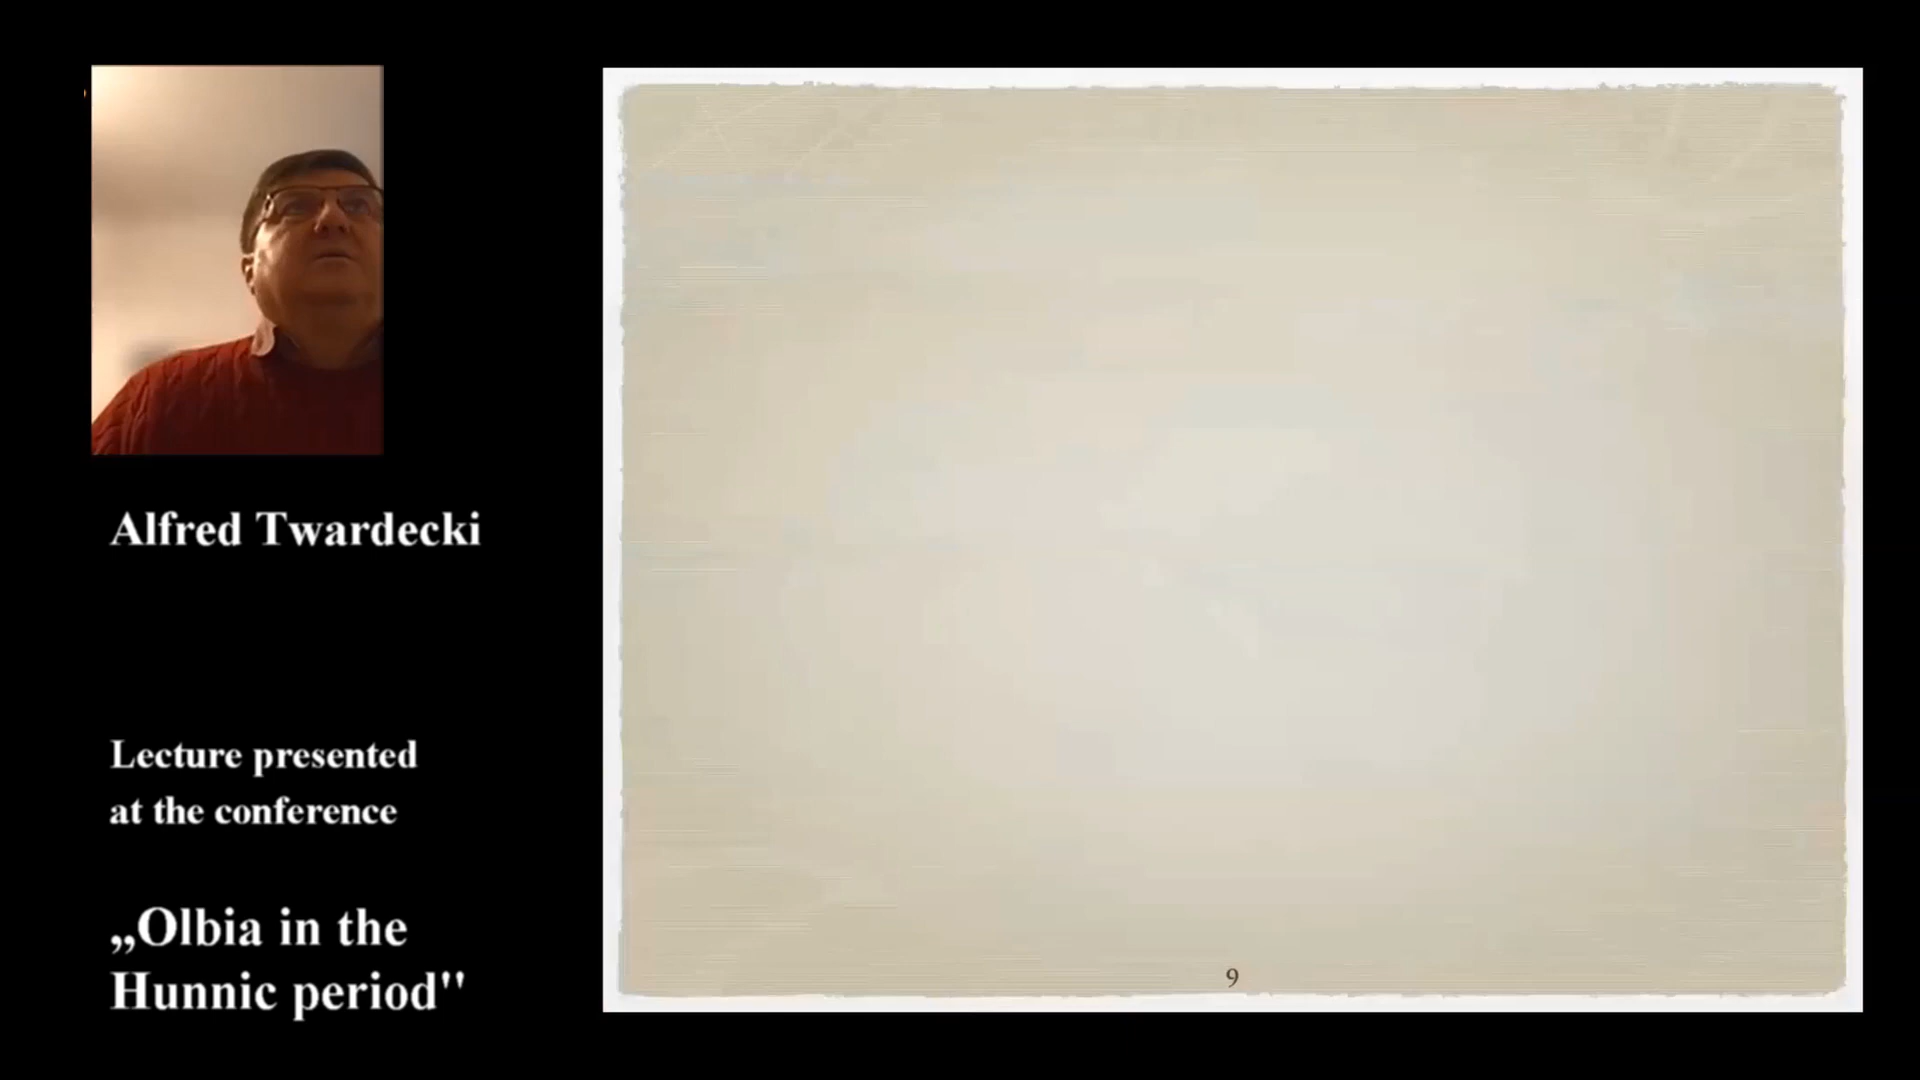 Alfred Twardecki
Lecture presented
at the conference
„Olbia in the
Hunnic period"
9